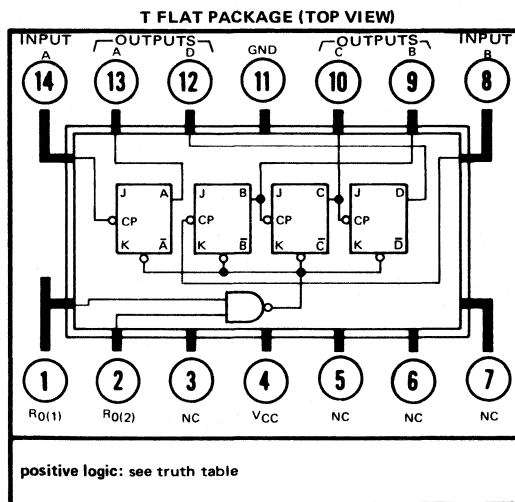 T FLAT PACKAGE (TOP VIEW)
INPUT A OUTPUTS A D GND OUTPUTS C B INPUT B
14 13 12 11 10 9 8
J A J B J C J D
CP CP CP CP
K A̅ K B̅ K C̅ K D̅
1 2 3 4 5 6 7
R0(1) R0(2) NC VCC NC NC NC
positive logic: see truth table